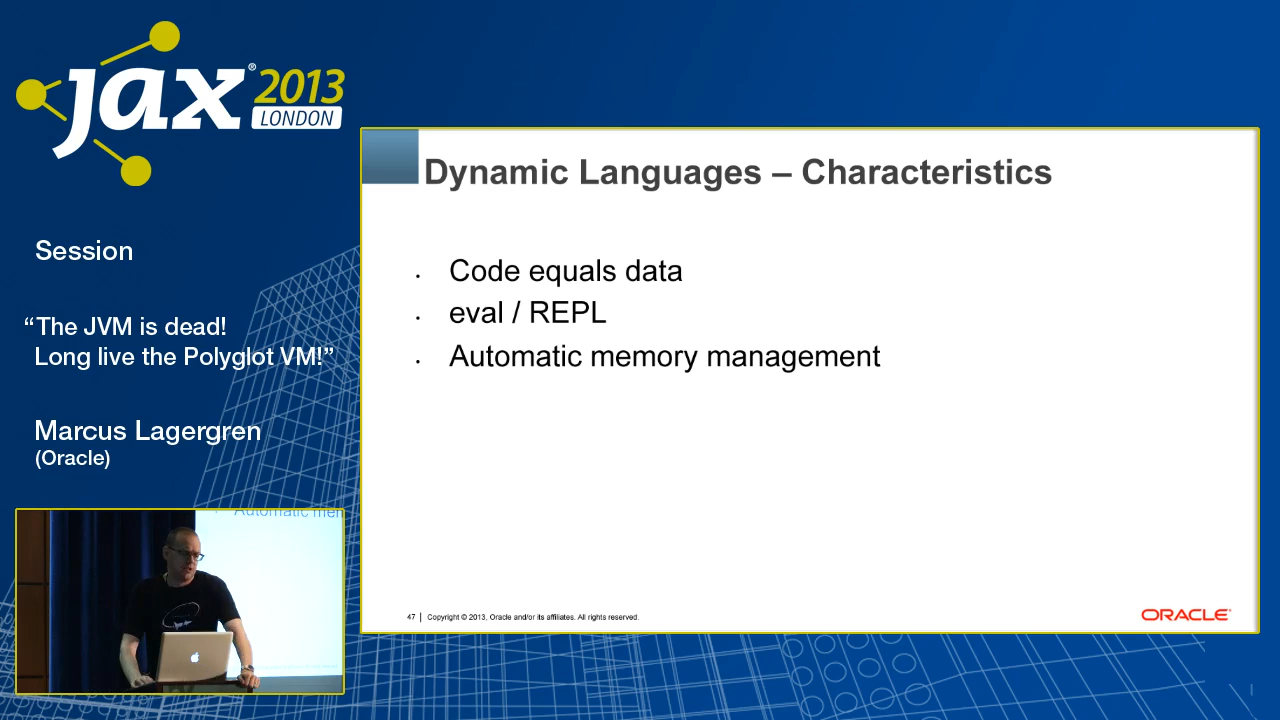 jax® 2013
LONDON
Session
“The JVM is dead!
Long live the Polyglot VM!”
Marcus Lagergren
(Oracle)
Dynamic Languages – Characteristics
• Code equals data
• eval / REPL
• Automatic memory management
47 | Copyright © 2013, Oracle and/or its affiliates. All rights reserved.
ORACLE®
Automatic mem